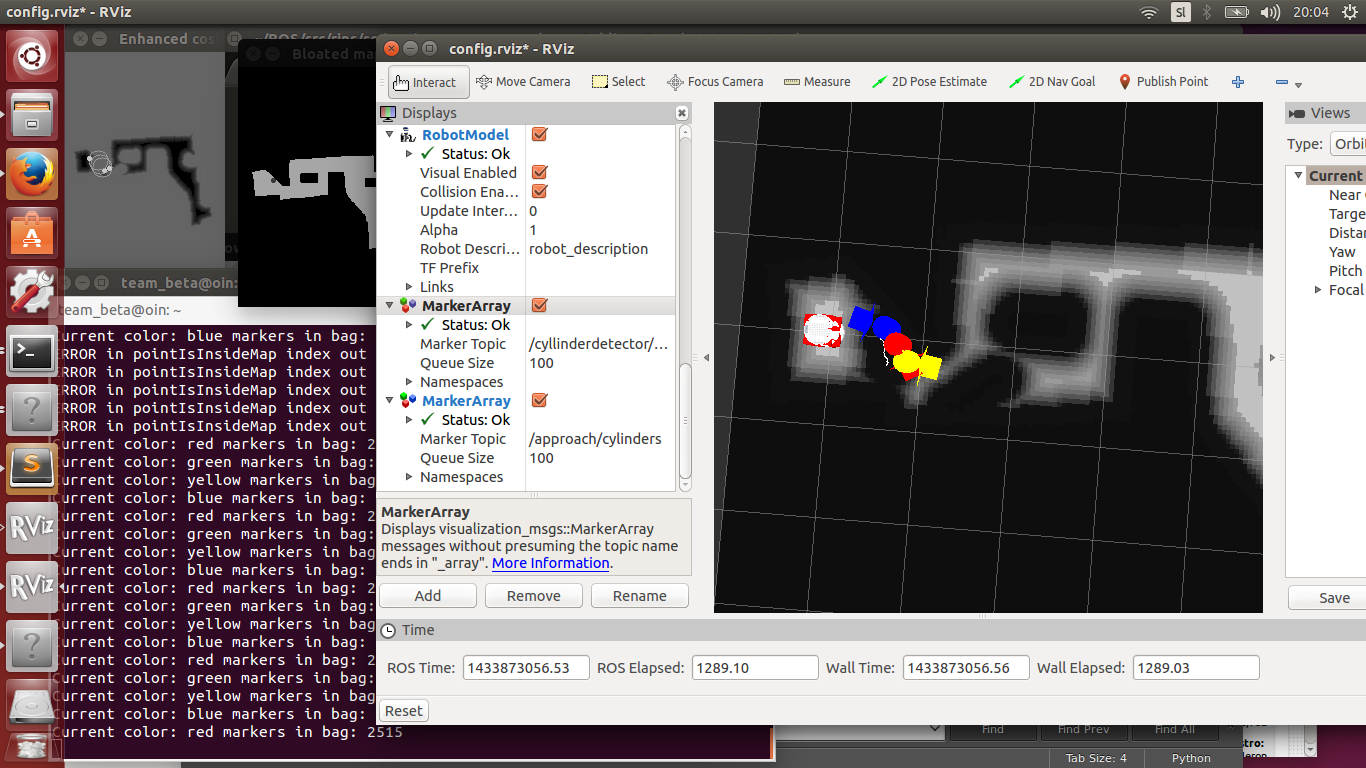 config.rviz* - RViz
Sl
20:04
Enhanced cos
Bloated ma
config.rviz* - RViz
Interact
Move Camera
Select
Focus Camera
Measure
2D Pose Estimate
2D Nav Goal
Publish Point
Displays
RobotModel
Status: Ok
Visual Enabled
Collision Ena...
Update Inter... 0
Alpha 1
Robot Descri... robot_description
TF Prefix
Links
MarkerArray
Status: Ok
Marker Topic /cyllinderdetector/...
Queue Size 100
Namespaces
MarkerArray
Status: Ok
Marker Topic /approach/cylinders
Queue Size 100
Namespaces
MarkerArray
Displays visualization_msgs::MarkerArray
messages without presuming the topic name
ends in "_array". More Information.
Add
Remove
Rename
Views
Type: Orbi
Current
Near
Targe
Distan
Yaw
Pitch
Focal
Save
Time
ROS Time: 1433873056.53
ROS Elapsed: 1289.10
Wall Time: 1433873056.56
Wall Elapsed: 1289.03
Reset
team_beta@oin:
team_beta@oin: ~
urrent color: blue markers in bag:
ERROR in pointIsInsideMap index out
ERROR in pointIsInsideMap index out
ERROR in pointIsInsideMap index out
ERROR in pointIsInsideMap index out
ERROR in pointIsInsideMap index out
urrent color: red markers in bag: 2
urrent color: green markers in bag:
urrent color: yellow markers in bag
urrent color: blue markers in bag:
urrent color: red markers in bag: 2
urrent color: green markers in bag:
urrent color: yellow markers in bag
urrent color: blue markers in bag:
urrent color: red markers in bag: 2
urrent color: green markers in bag:
urrent color: yellow markers in bag
urrent color: blue markers in bag:
urrent color: red markers in bag: 2
urrent color: green markers in bag:
urrent color: yellow markers in bag
urrent color: blue markers in bag:
urrent color: red markers in bag: 2515
RViz
RViz
Find
Find Prev
Find All
stro:
Tab Size: 4
Python